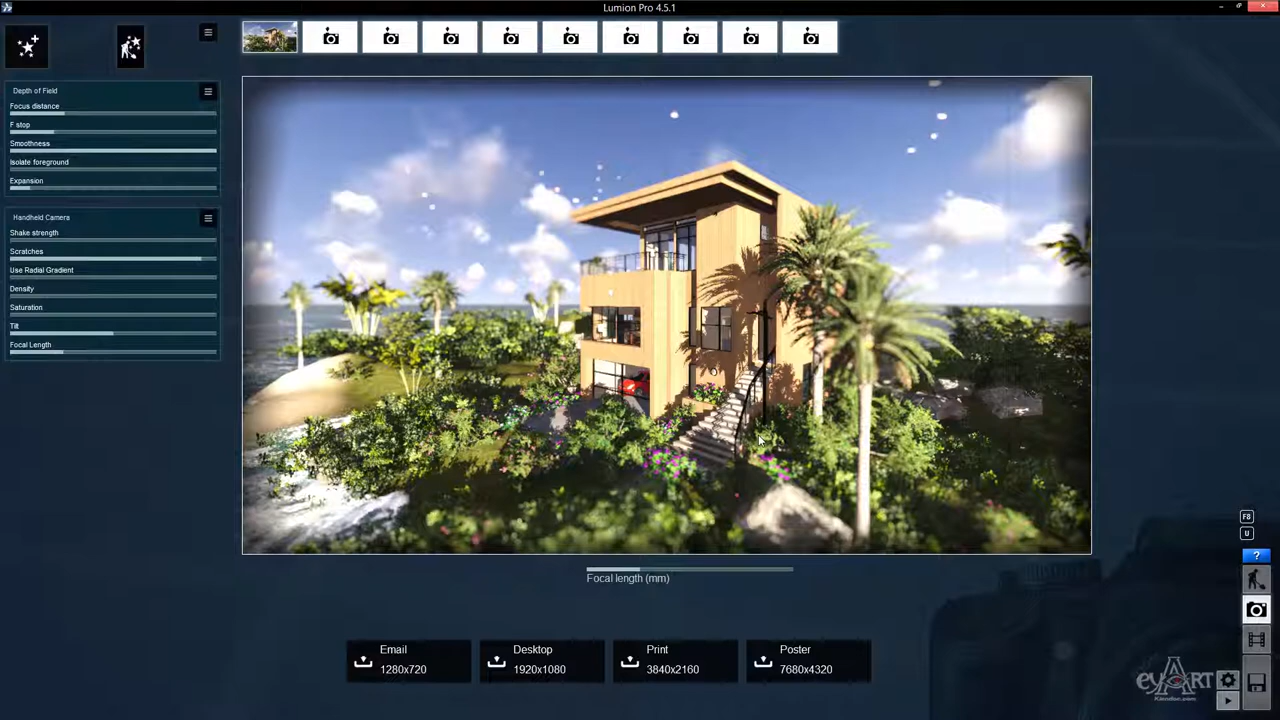 Lumion Pro 4.5.1
Depth of Field
Focus distance
F stop
Smoothness
Isolate foreground
Expansion
Handheld Camera
Shake strength
Scratches
Use Radial Gradient
Density
Saturation
Tilt
Focal Length
Focal length (mm)
Email
1280x720
Desktop
1920x1080
Print
3840x2160
Poster
7680x4320
F8
U
?